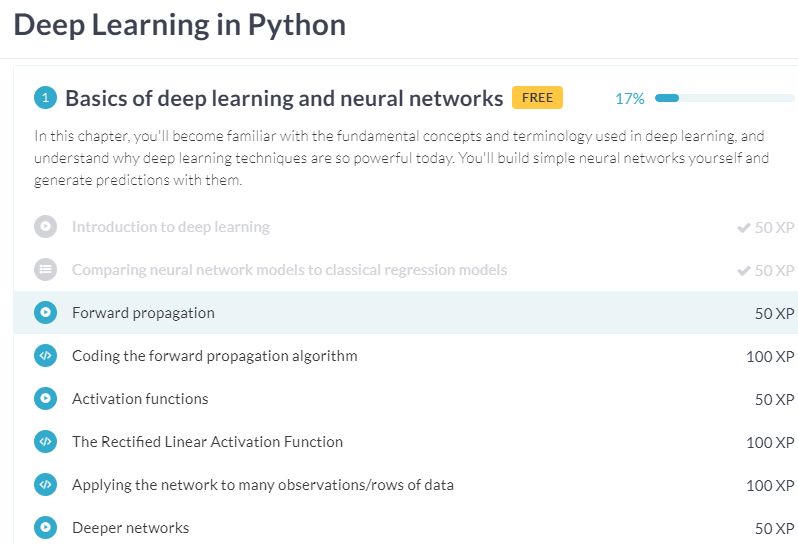 Deep Learning in Python
1 Basics of deep learning and neural networks FREE 17%
In this chapter, you'll become familiar with the fundamental concepts and terminology used in deep learning, and
understand why deep learning techniques are so powerful today. You'll build simple neural networks yourself and
generate predictions with them.
Introduction to deep learning 50 XP
Comparing neural network models to classical regression models 50 XP
Forward propagation 50 XP
Coding the forward propagation algorithm 100 XP
Activation functions 50 XP
The Rectified Linear Activation Function 100 XP
Applying the network to many observations/rows of data 100 XP
Deeper networks 50 XP